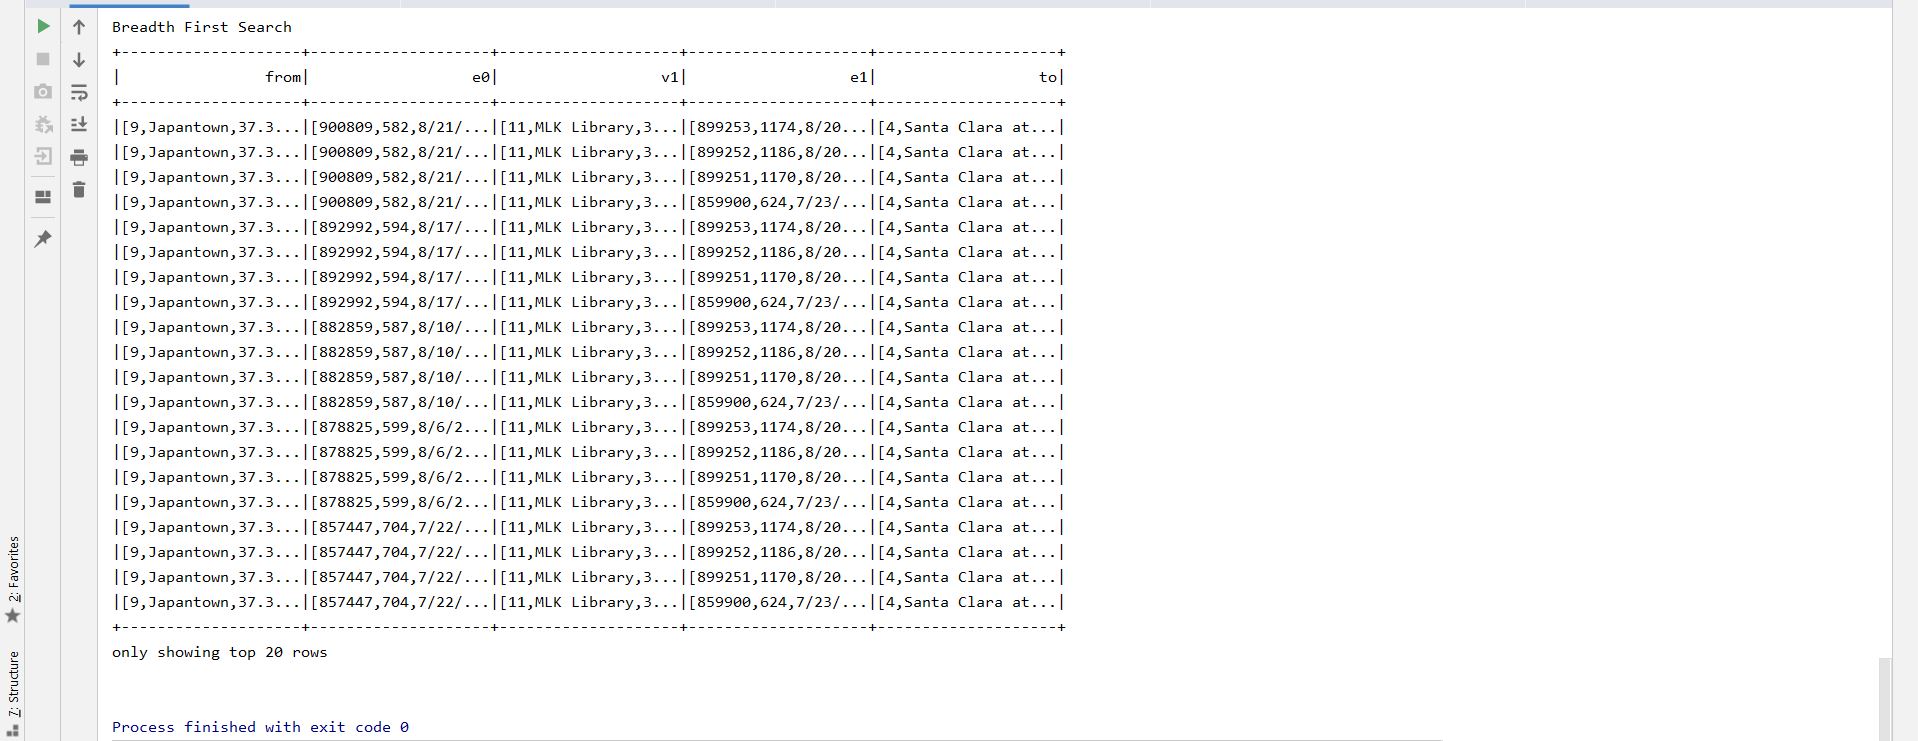 Breadth First Search
+--------------------+--------------------+--------------------+--------------------+--------------------+
|                from|                  e0|                  v1|                  e1|                  to|
+--------------------+--------------------+--------------------+--------------------+--------------------+
|[9,Japantown,37.3...|[900809,582,8/21/...|[11,MLK Library,3...|[899253,1174,8/20...|[4,Santa Clara at...|
|[9,Japantown,37.3...|[900809,582,8/21/...|[11,MLK Library,3...|[899252,1186,8/20...|[4,Santa Clara at...|
|[9,Japantown,37.3...|[900809,582,8/21/...|[11,MLK Library,3...|[899251,1170,8/20...|[4,Santa Clara at...|
|[9,Japantown,37.3...|[900809,582,8/21/...|[11,MLK Library,3...|[859900,624,7/23/...|[4,Santa Clara at...|
|[9,Japantown,37.3...|[892992,594,8/17/...|[11,MLK Library,3...|[899253,1174,8/20...|[4,Santa Clara at...|
|[9,Japantown,37.3...|[892992,594,8/17/...|[11,MLK Library,3...|[899252,1186,8/20...|[4,Santa Clara at...|
|[9,Japantown,37.3...|[892992,594,8/17/...|[11,MLK Library,3...|[899251,1170,8/20...|[4,Santa Clara at...|
|[9,Japantown,37.3...|[892992,594,8/17/...|[11,MLK Library,3...|[859900,624,7/23/...|[4,Santa Clara at...|
|[9,Japantown,37.3...|[882859,587,8/10/...|[11,MLK Library,3...|[899253,1174,8/20...|[4,Santa Clara at...|
|[9,Japantown,37.3...|[882859,587,8/10/...|[11,MLK Library,3...|[899252,1186,8/20...|[4,Santa Clara at...|
|[9,Japantown,37.3...|[882859,587,8/10/...|[11,MLK Library,3...|[899251,1170,8/20...|[4,Santa Clara at...|
|[9,Japantown,37.3...|[882859,587,8/10/...|[11,MLK Library,3...|[859900,624,7/23/...|[4,Santa Clara at...|
|[9,Japantown,37.3...|[878825,599,8/6/2...|[11,MLK Library,3...|[899253,1174,8/20...|[4,Santa Clara at...|
|[9,Japantown,37.3...|[878825,599,8/6/2...|[11,MLK Library,3...|[899252,1186,8/20...|[4,Santa Clara at...|
|[9,Japantown,37.3...|[878825,599,8/6/2...|[11,MLK Library,3...|[899251,1170,8/20...|[4,Santa Clara at...|
|[9,Japantown,37.3...|[878825,599,8/6/2...|[11,MLK Library,3...|[859900,624,7/23/...|[4,Santa Clara at...|
|[9,Japantown,37.3...|[857447,704,7/22/...|[11,MLK Library,3...|[899253,1174,8/20...|[4,Santa Clara at...|
|[9,Japantown,37.3...|[857447,704,7/22/...|[11,MLK Library,3...|[899252,1186,8/20...|[4,Santa Clara at...|
|[9,Japantown,37.3...|[857447,704,7/22/...|[11,MLK Library,3...|[899251,1170,8/20...|[4,Santa Clara at...|
|[9,Japantown,37.3...|[857447,704,7/22/...|[11,MLK Library,3...|[859900,624,7/23/...|[4,Santa Clara at...|
+--------------------+--------------------+--------------------+--------------------+--------------------+
only showing top 20 rows
Process finished with exit code 0
2: Favorites
7: Structure